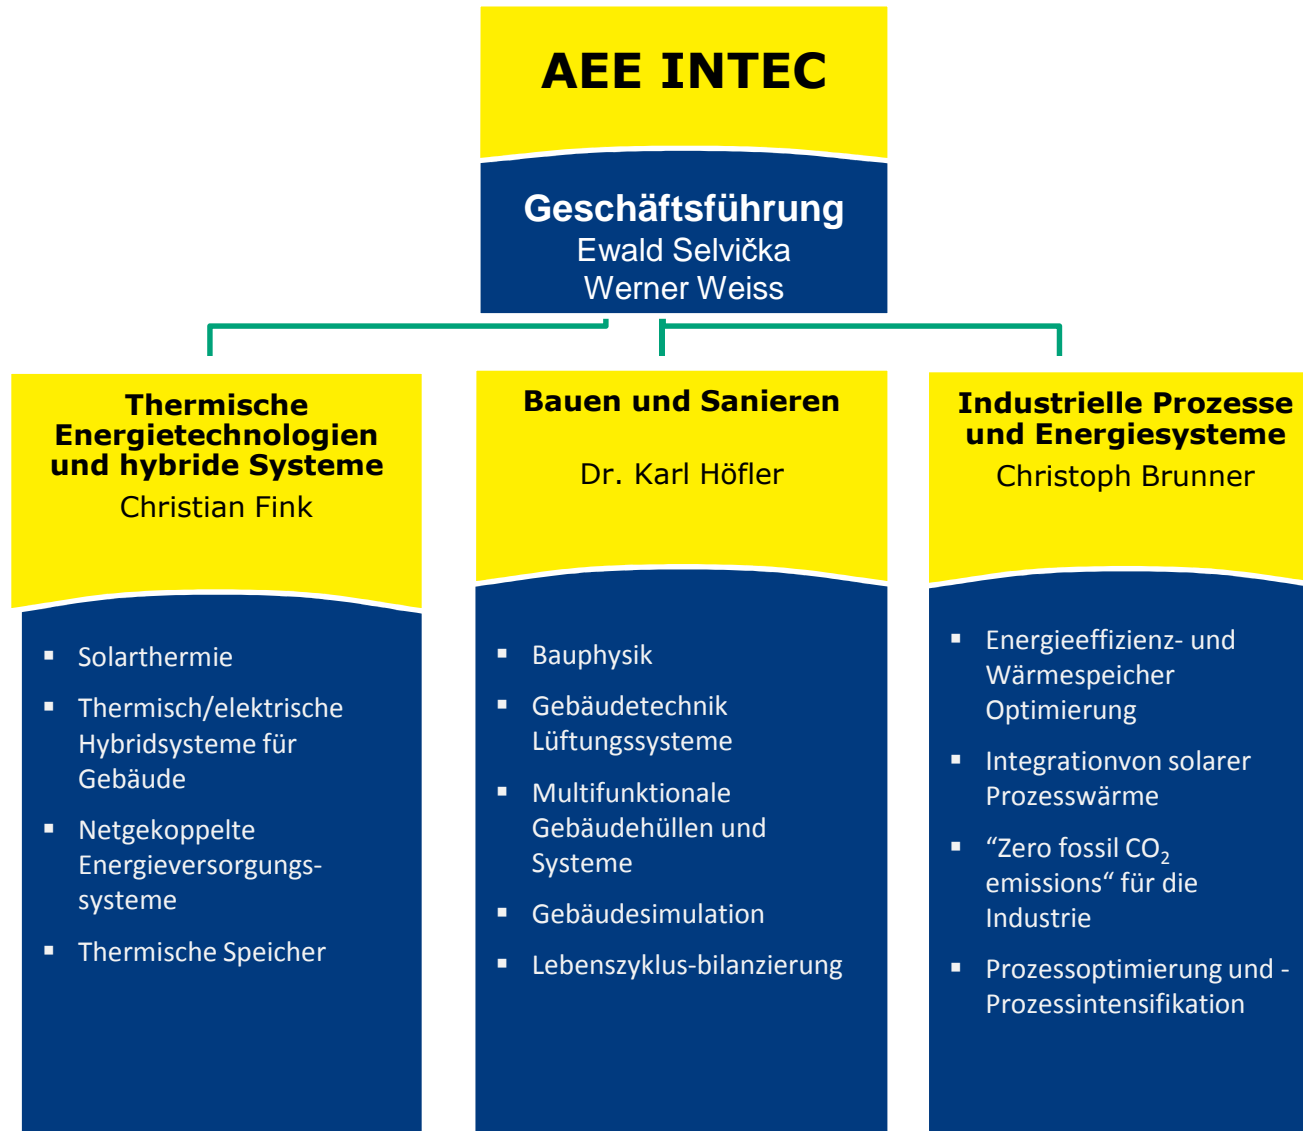 AEE INTEC
Geschäftsführung
Ewald Selvička
Werner Weiss
Thermische
Energietechnologien
und hybride Systeme
Christian Fink
▪ Solarthermie
▪ Thermisch/elektrische
Hybridsysteme für
Gebäude
▪ Netgekoppelte
Energieversorgungs-
systeme
▪ Thermische Speicher
Bauen und Sanieren
Dr. Karl Höfler
▪ Bauphysik
▪ Gebäudetechnik
Lüftungssysteme
▪ Multifunktionale
Gebäudehüllen und
Systeme
▪ Gebäudesimulation
▪ Lebenszyklus-bilanzierung
Industrielle Prozesse
und Energiesysteme
Christoph Brunner
▪ Energieeffizienz- und
Wärmespeicher
Optimierung
▪ Integrationvon solarer
Prozesswärme
▪ “Zero fossil CO₂
emissions“ für die
Industrie
▪ Prozessoptimierung und -
Prozessintensifikation